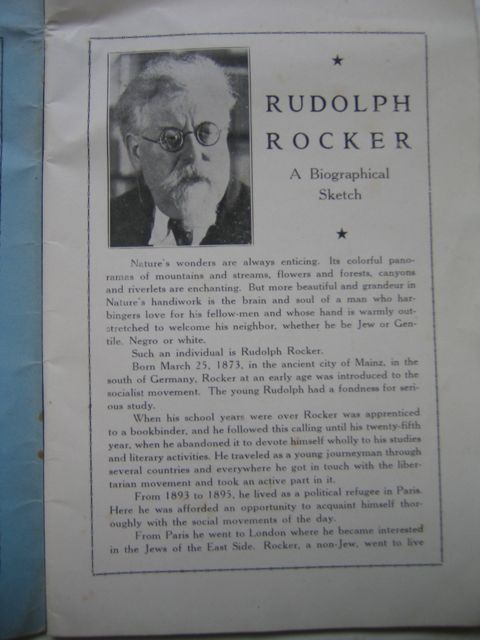 RUDOLPH
ROCKER
A Biographical
Sketch
Nature's wonders are always enticing. Its colorful pano-
ramas of mountains and streams, flowers and forests, canyons
and riverlets are enchanting. But more beautiful and grandeur in
Nature's handiwork is the brain and soul of a man who har-
bingers love for his fellow-men and whose hand is warmly out-
stretched to welcome his neighbor, whether he be Jew or Gen-
tile, Negro or white.
Such an individual is Rudolph Rocker.
Born March 25, 1873, in the ancient city of Mainz, in the
south of Germany, Rocker at an early age was introduced to the
socialist movement. The young Rudolph had a fondness for seri-
ous study.
When his school years were over Rocker was apprenticed
to a bookbinder, and he followed this calling until his twenty-fifth
year, when he abandoned it to devote himself wholly to his studies
and literary activities. He traveled as a young journeyman through
several countries and everywhere he got in touch with the liber-
tarian movement and took an active part in it.
From 1893 to 1895, he lived as a political refugee in Paris.
Here he was afforded an opportunity to acquaint himself thor-
oughly with the social movements of the day.
From Paris he went to London where he became interested
in the Jews of the East Side. Rocker, a non-Jew, went to live